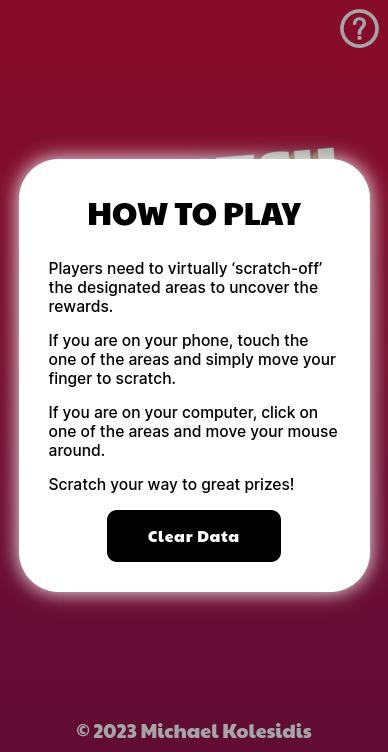 HOW TO PLAY
Players need to virtually ‘scratch-off’
the designated areas to uncover the
rewards.
If you are on your phone, touch the
one of the areas and simply move your
finger to scratch.
If you are on your computer, click on
one of the areas and move your mouse
around.
Scratch your way to great prizes!
Clear Data
© 2023 Michael Kolesidis